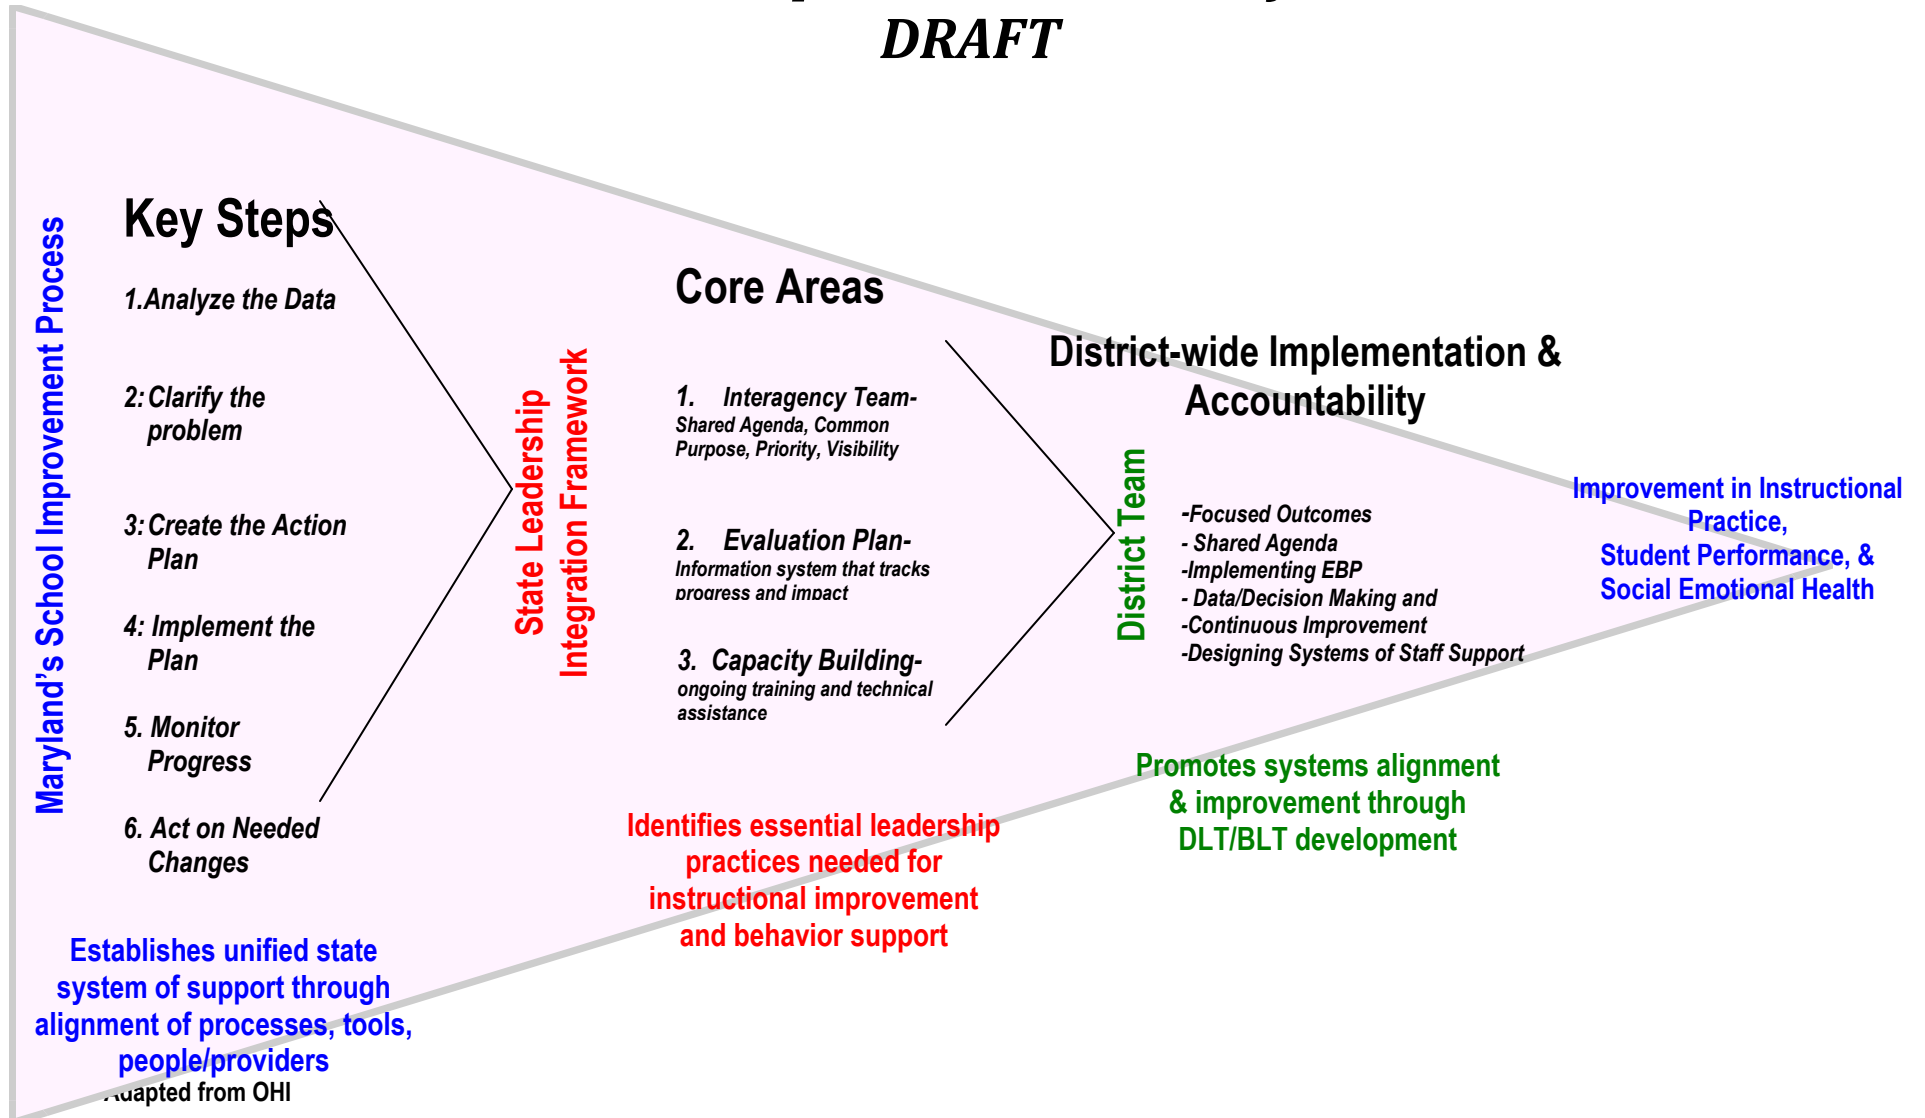 DRAFT
Maryland's School Improvement Process
Key Steps
1.Analyze the Data
2: Clarify the
problem
3: Create the Action
Plan
4: Implement the
Plan
5. Monitor
Progress
6. Act on Needed
Changes
Establishes unified state
system of support through
alignment of processes, tools,
people/providers
Adapted from OHI
State Leadership
Integration Framework
Core Areas
1. Interagency Team-
Shared Agenda, Common
Purpose, Priority, Visibility
2. Evaluation Plan-
Information system that tracks
progress and impact
3. Capacity Building-
ongoing training and technical
assistance
Identifies essential leadership
practices needed for
instructional improvement
and behavior support
District-wide Implementation &
Accountability
District Team
-Focused Outcomes
- Shared Agenda
-Implementing EBP
- Data/Decision Making and
-Continuous Improvement
-Designing Systems of Staff Support
Promotes systems alignment
& improvement through
DLT/BLT development
Improvement in Instructional
Practice,
Student Performance, &
Social Emotional Health